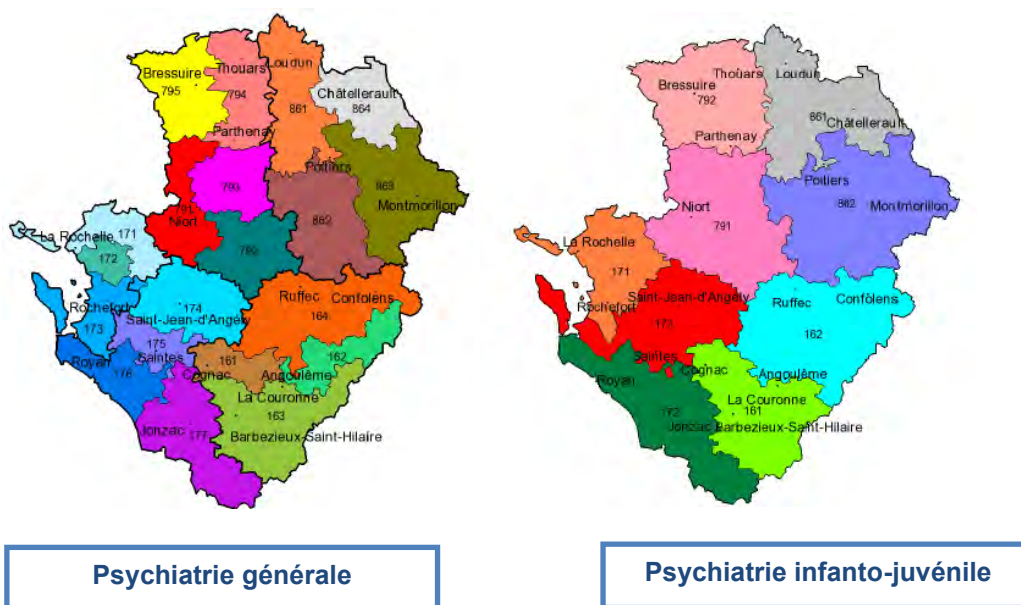 Bressuire
795
Thouars
794
Loudun
861
Châtellerault
864
Parthenay
793
Poitiers
863
Montmorillon
791
Niort
792
862
La Rochelle
171
172
Rochefort
173
174
Saint-Jean-d'Angély
175
Saintes
Royan
176
Ruffec
Confolens
164
161
162
Cognac
Angoulême
La Couronne
163
Barbezieux-Saint-Hilaire
Jonzac
177
Psychiatrie générale
Bressuire
792
Thouars
Parthenay
Loudun
861
Châtellerault
Poitiers
862
Montmorillon
Niort
791
La Rochelle
171
Rochefort
Saint-Jean-d'Angély
173
Saintes
Ruffec
Confolens
162
Royan
Cognac
Angoulême
La Couronne
161
Barbezieux-Saint-Hilaire
172
Jonzac
Psychiatrie infanto-juvénile